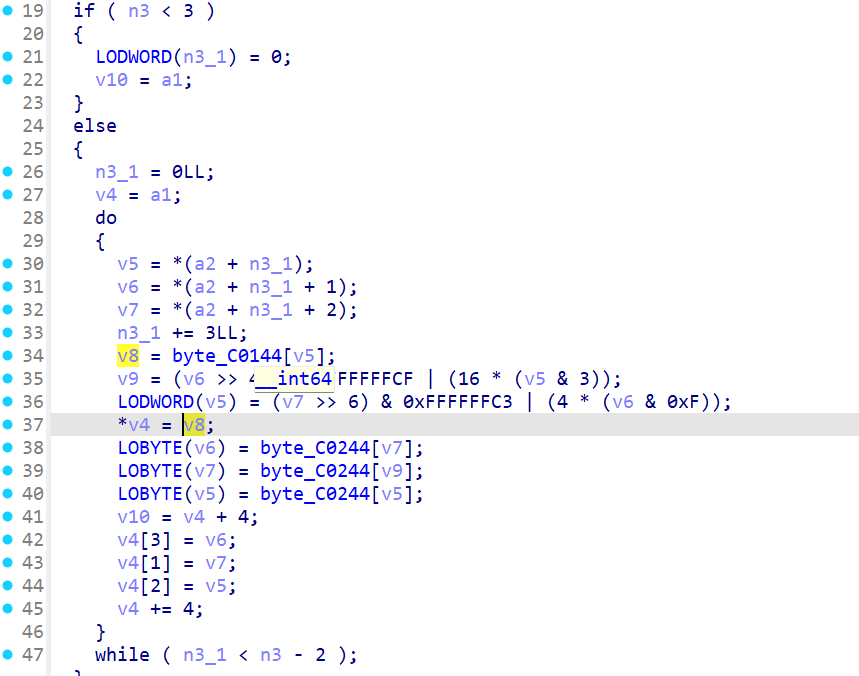 19 if ( n3 < 3 )
20 {
21 LODWORD(n3_1) = 0;
22 v10 = a1;
23 }
24 else
25 {
26 n3_1 = 0LL;
27 v4 = a1;
28 do
29 {
30 v5 = *(a2 + n3_1);
31 v6 = *(a2 + n3_1 + 1);
32 v7 = *(a2 + n3_1 + 2);
33 n3_1 += 3LL;
34 v8 = byte_C0144[v5];
35 v9 = (v6 >> __int64 FFFFFCF | (16 * (v5 & 3));
36 LODWORD(v5) = (v7 >> 6) & 0xFFFFFFC3 | (4 * (v6 & 0xF));
37 *v4 = v8;
38 LOBYTE(v6) = byte_C0244[v7];
39 LOBYTE(v7) = byte_C0244[v9];
40 LOBYTE(v5) = byte_C0244[v5];
41 v10 = v4 + 4;
42 v4[3] = v6;
43 v4[1] = v7;
44 v4[2] = v5;
45 v4 += 4;
46 }
47 while ( n3_1 < n3 - 2 );